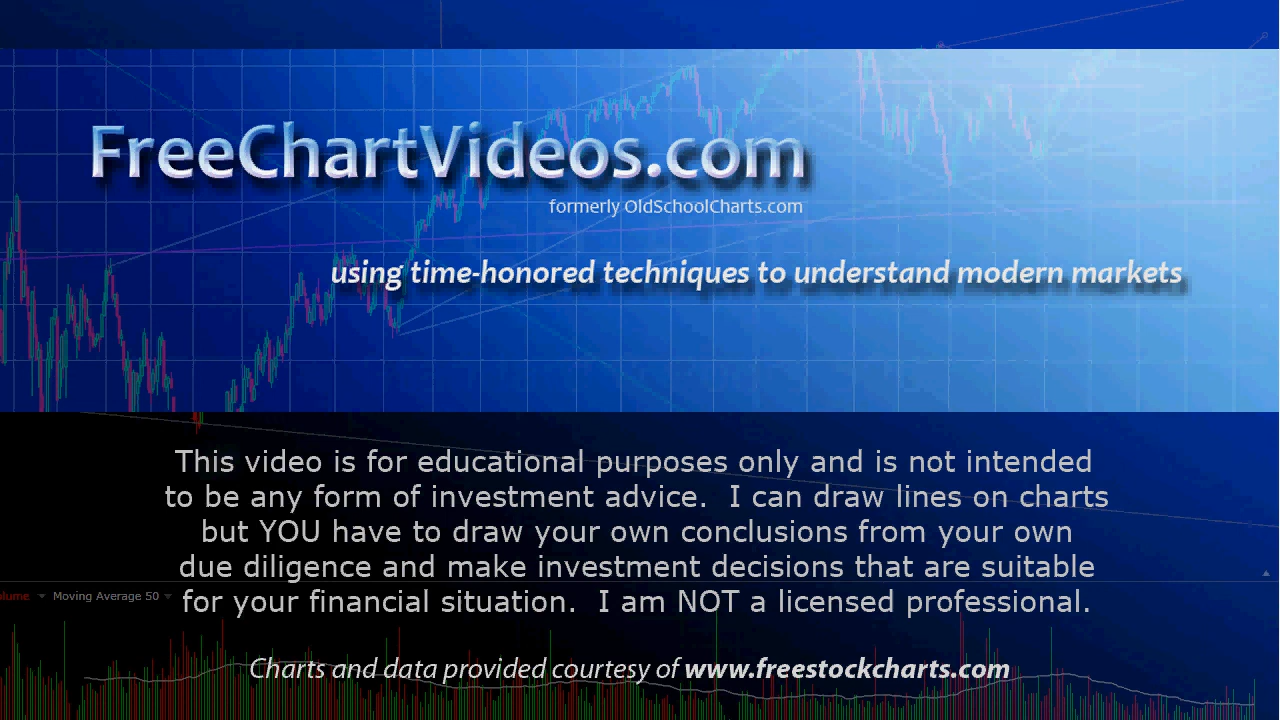 FreeChartVideos.com
formerly OldSchoolCharts.com
using time-honored techniques to understand modern markets
This video is for educational purposes only and is not intended
to be any form of investment advice.  I can draw lines on charts
but YOU have to draw your own conclusions from your own
due diligence and make investment decisions that are suitable
lume Moving Average 50
for your financial situation.  I am NOT a licensed professional.
Charts and data provided courtesy of www.freestockcharts.com